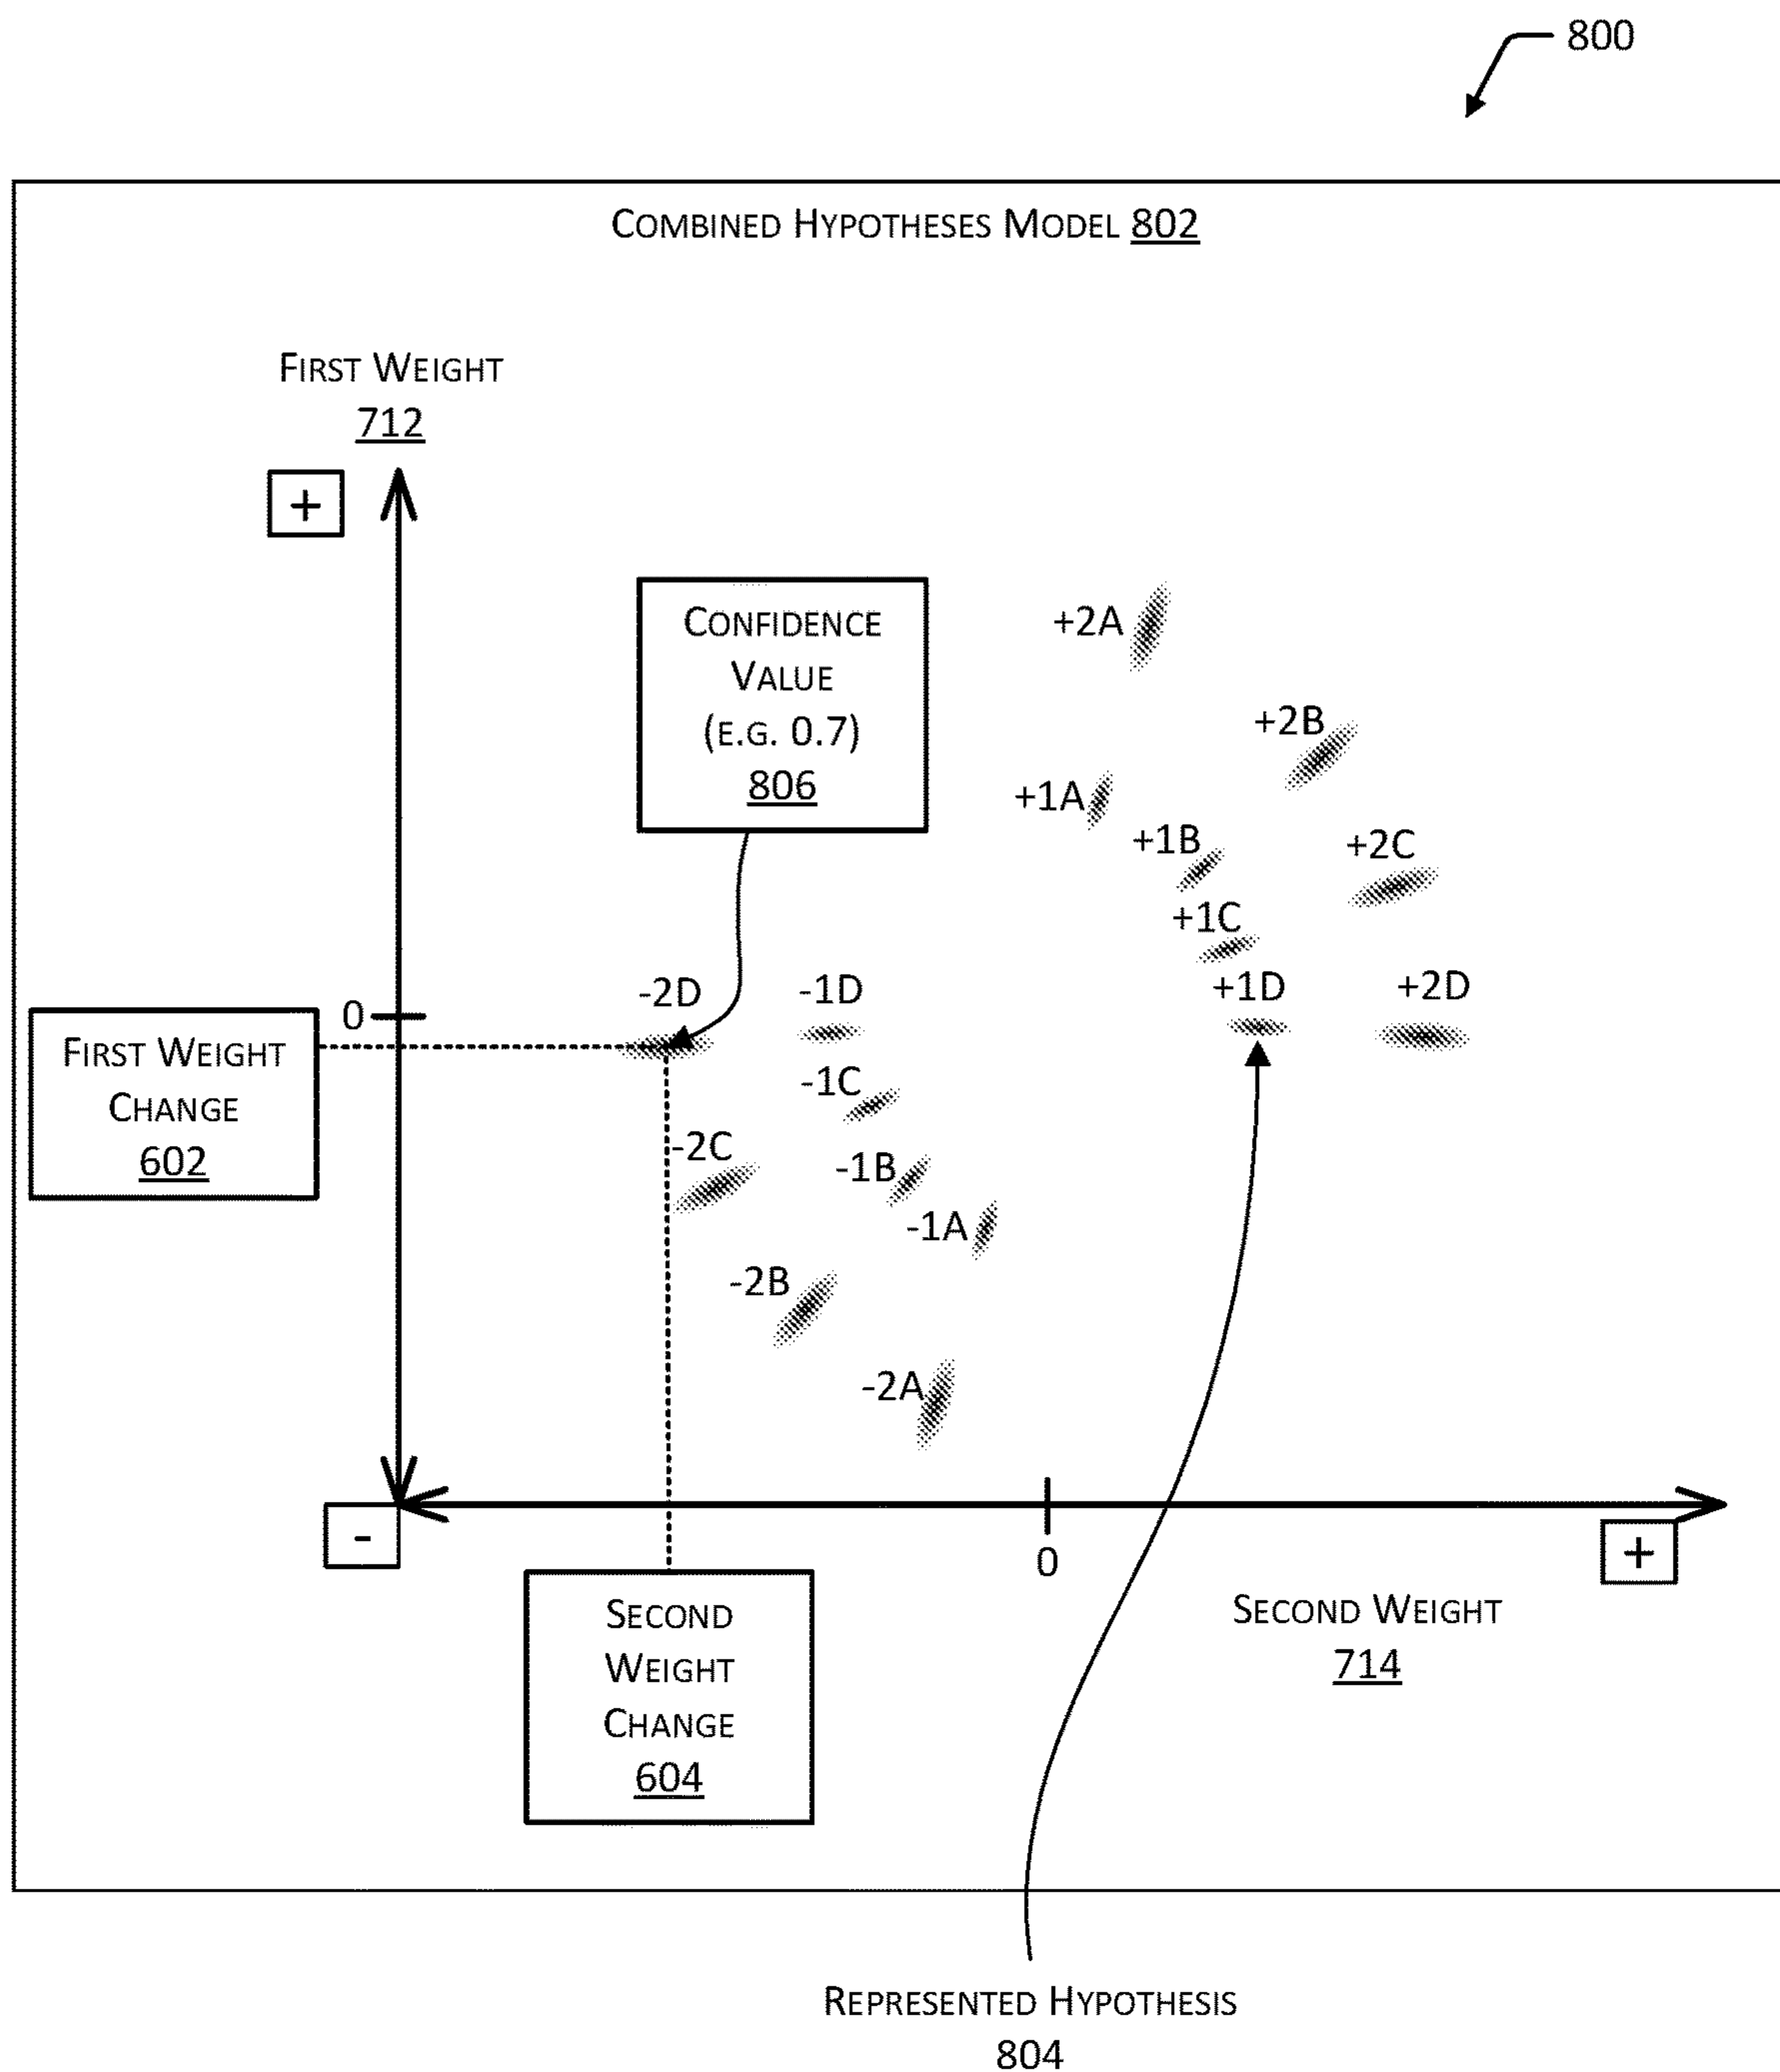 800
COMBINED HYPOTHESES MODEL 802
FIRST WEIGHT
712
+
CONFIDENCE
VALUE
(E.G. 0.7)
806
+2A
+2B
+1A
+1B
+2C
+1C
-2D
-1D
+1D
+2D
0
FIRST WEIGHT
CHANGE
602
-1C
-2C
-1B
-1A
-2B
-2A
-
0
+
SECOND
WEIGHT
CHANGE
604
SECOND WEIGHT
714
REPRESENTED HYPOTHESIS
804